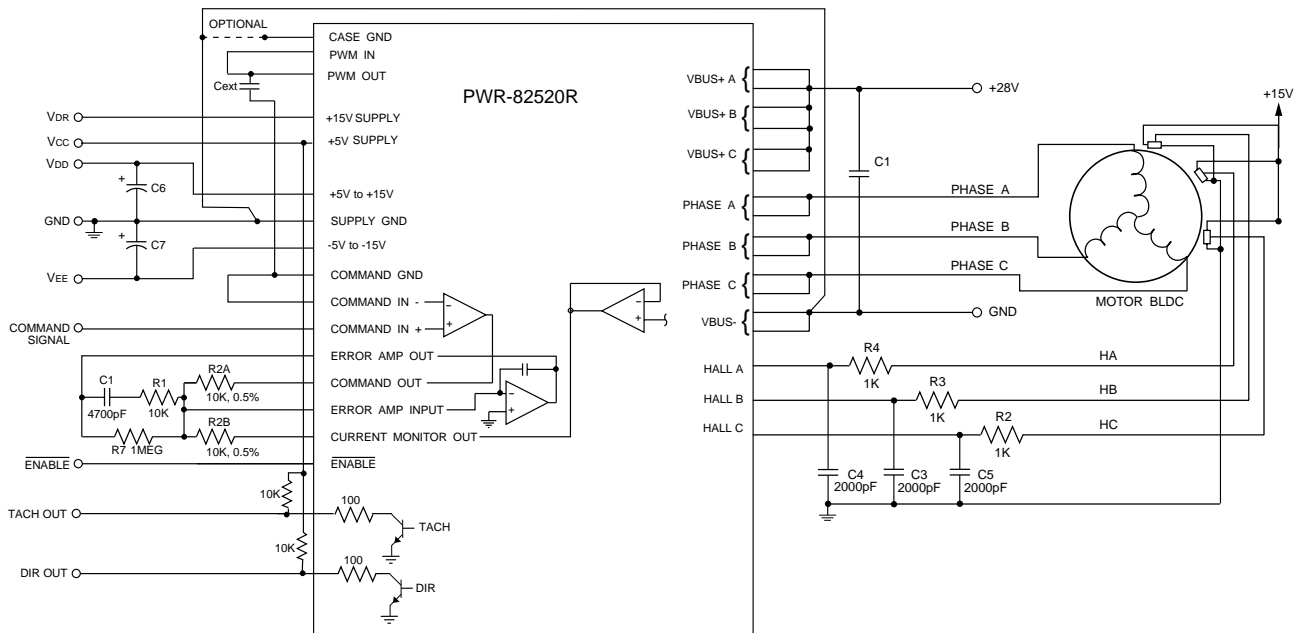 OPTIONAL
CASE GND
PWM IN
PWM OUT
Cext
PWR-82520R
VDR
+15V SUPPLY
VCC
+5V SUPPLY
VDD
C6
+
+5V to +15V
GND
SUPPLY GND
+
C7
-5V to -15V
VEE
COMMAND GND
COMMAND IN -
COMMAND SIGNAL
COMMAND IN +
-
+
-
+
ERROR AMP OUT
C1
4700pF
R1
10K
R2A
10K, 0.5%
COMMAND OUT
ERROR AMP INPUT
-
+
R7 1MEG
R2B
10K, 0.5%
CURRENT MONITOR OUT
ENABLE
ENABLE
10K
TACH OUT
100
TACH
10K
DIR OUT
100
DIR
VBUS+ A {
VBUS+ B {
VBUS+ C {
PHASE A {
PHASE B {
PHASE C {
VBUS- {
+28V
C1
GND
PHASE A
PHASE B
PHASE C
+15V
MOTOR BLDC
HALL A
R4
1K
HA
HALL B
R3
1K
HB
HALL C
R2
1K
HC
C4
2000pF
C3
2000pF
C5
2000pF